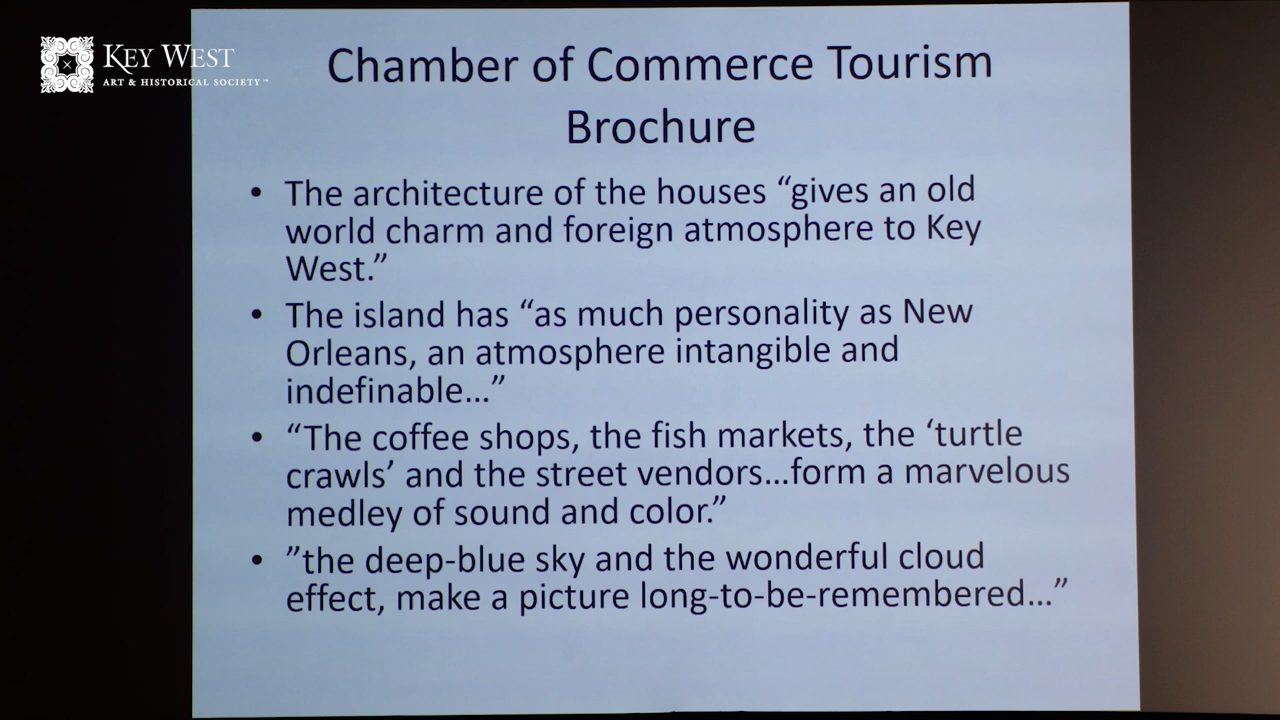 KEY WEST
ART & HISTORICAL SOCIETY™
Chamber of Commerce Tourism
Brochure
• The architecture of the houses “gives an old
world charm and foreign atmosphere to Key
West.”
• The island has “as much personality as New
Orleans, an atmosphere intangible and
indefinable…”
• “The coffee shops, the fish markets, the ‘turtle
crawls’ and the street vendors…form a marvelous
medley of sound and color.”
• ”the deep-blue sky and the wonderful cloud
effect, make a picture long-to-be-remembered…”